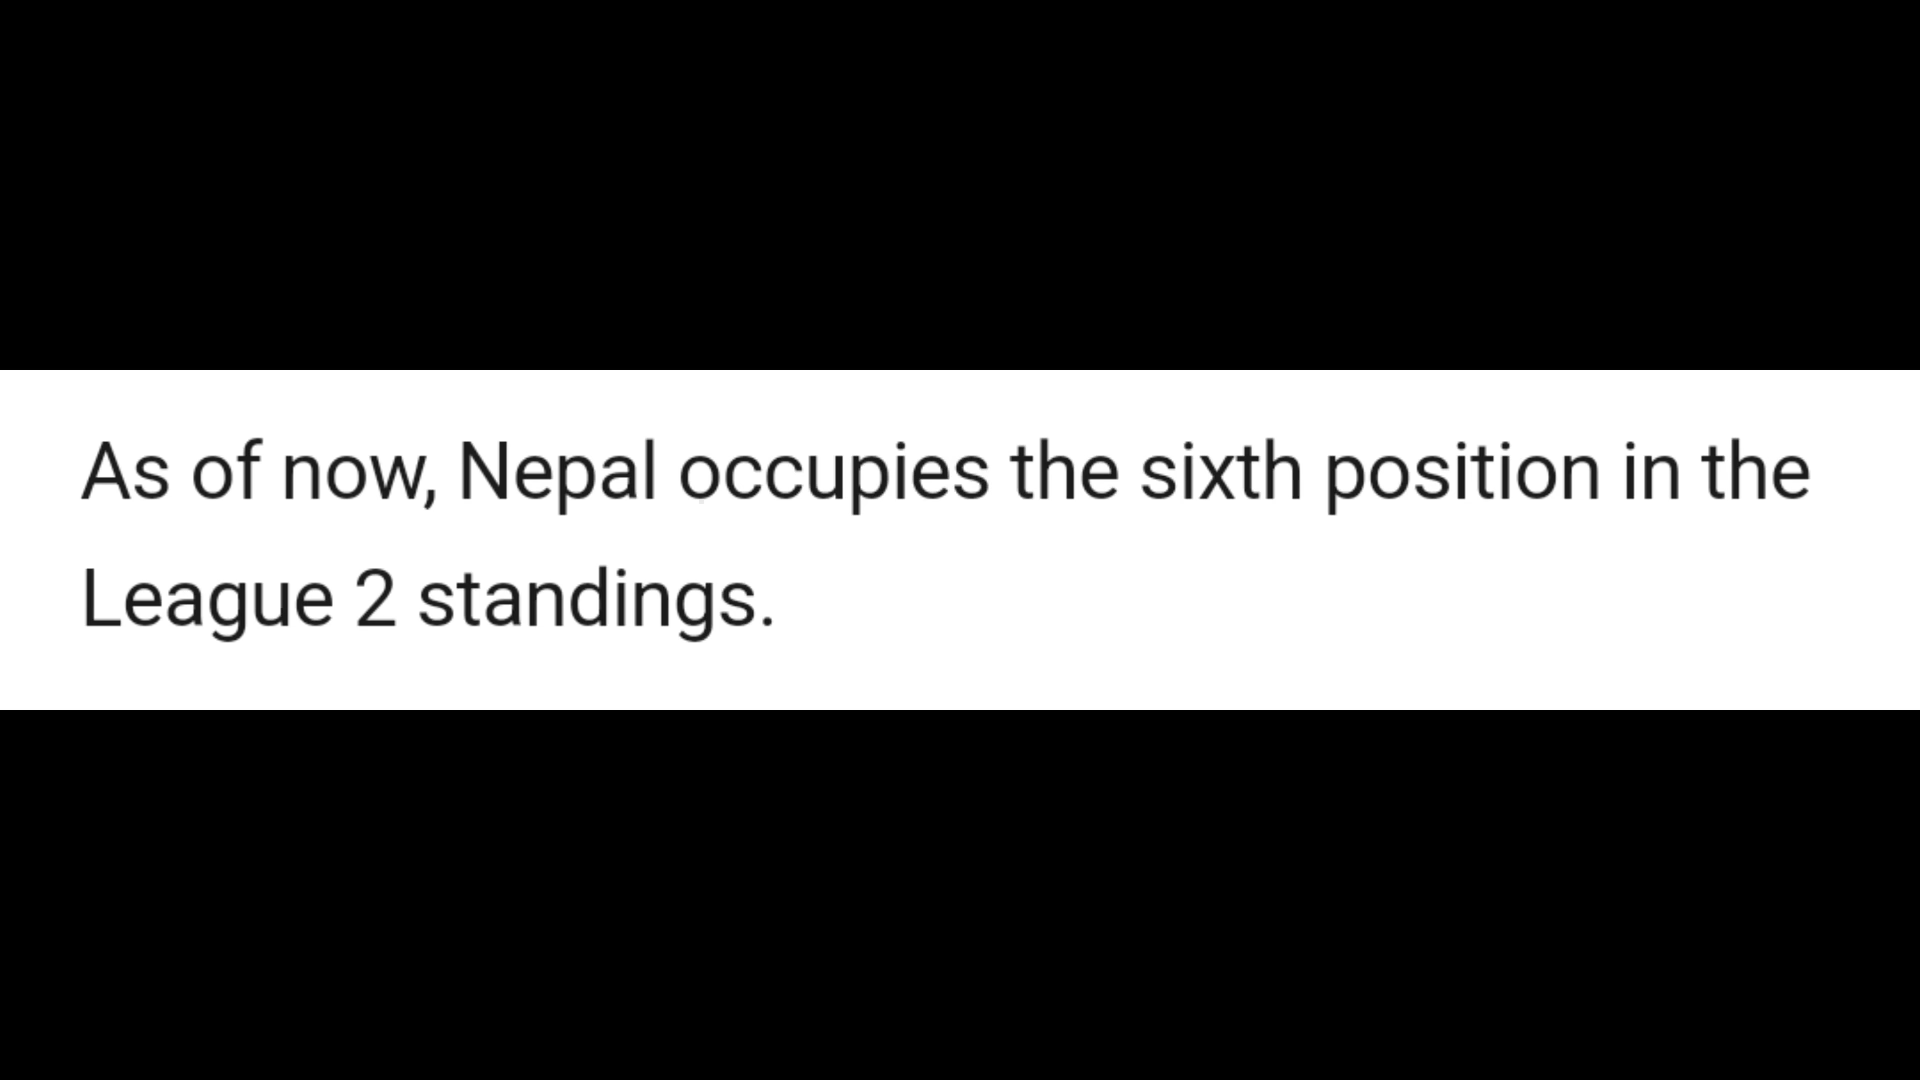 As of now, Nepal occupies the sixth position in the
League 2 standings.